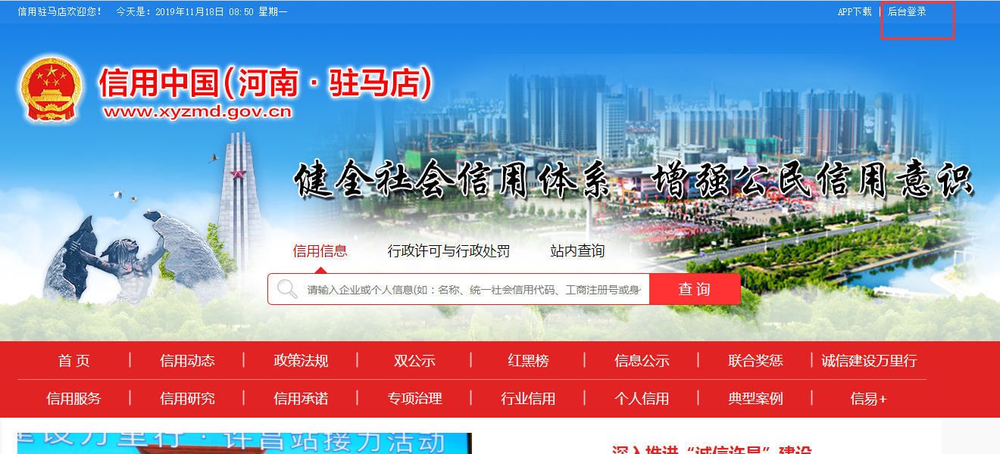 信用驻马店欢迎您！ 今天是：2019年11月18日 08:50 星期一 APP下载 | 后台登录
信用中国(河南·驻马店)
www.xyzmd.gov.cn
健全社会信用体系 增强公民信用意识
信用信息 行政许可与行政处罚 站内查询
请输入企业或个人信息(如：名称、统一社会信用代码、工商注册号或身 查 询
首 页 | 信用动态 | 政策法规 | 双公示 | 红黑榜 | 信息公示 | 联合奖惩 | 诚信建设万里行
信用服务 | 信用研究 | 信用承诺 | 专项治理 | 行业信用 | 个人信用 | 典型案例 | 信易+
建设万里行·许昌站接力活动
深入推进“诚信许昌”建设